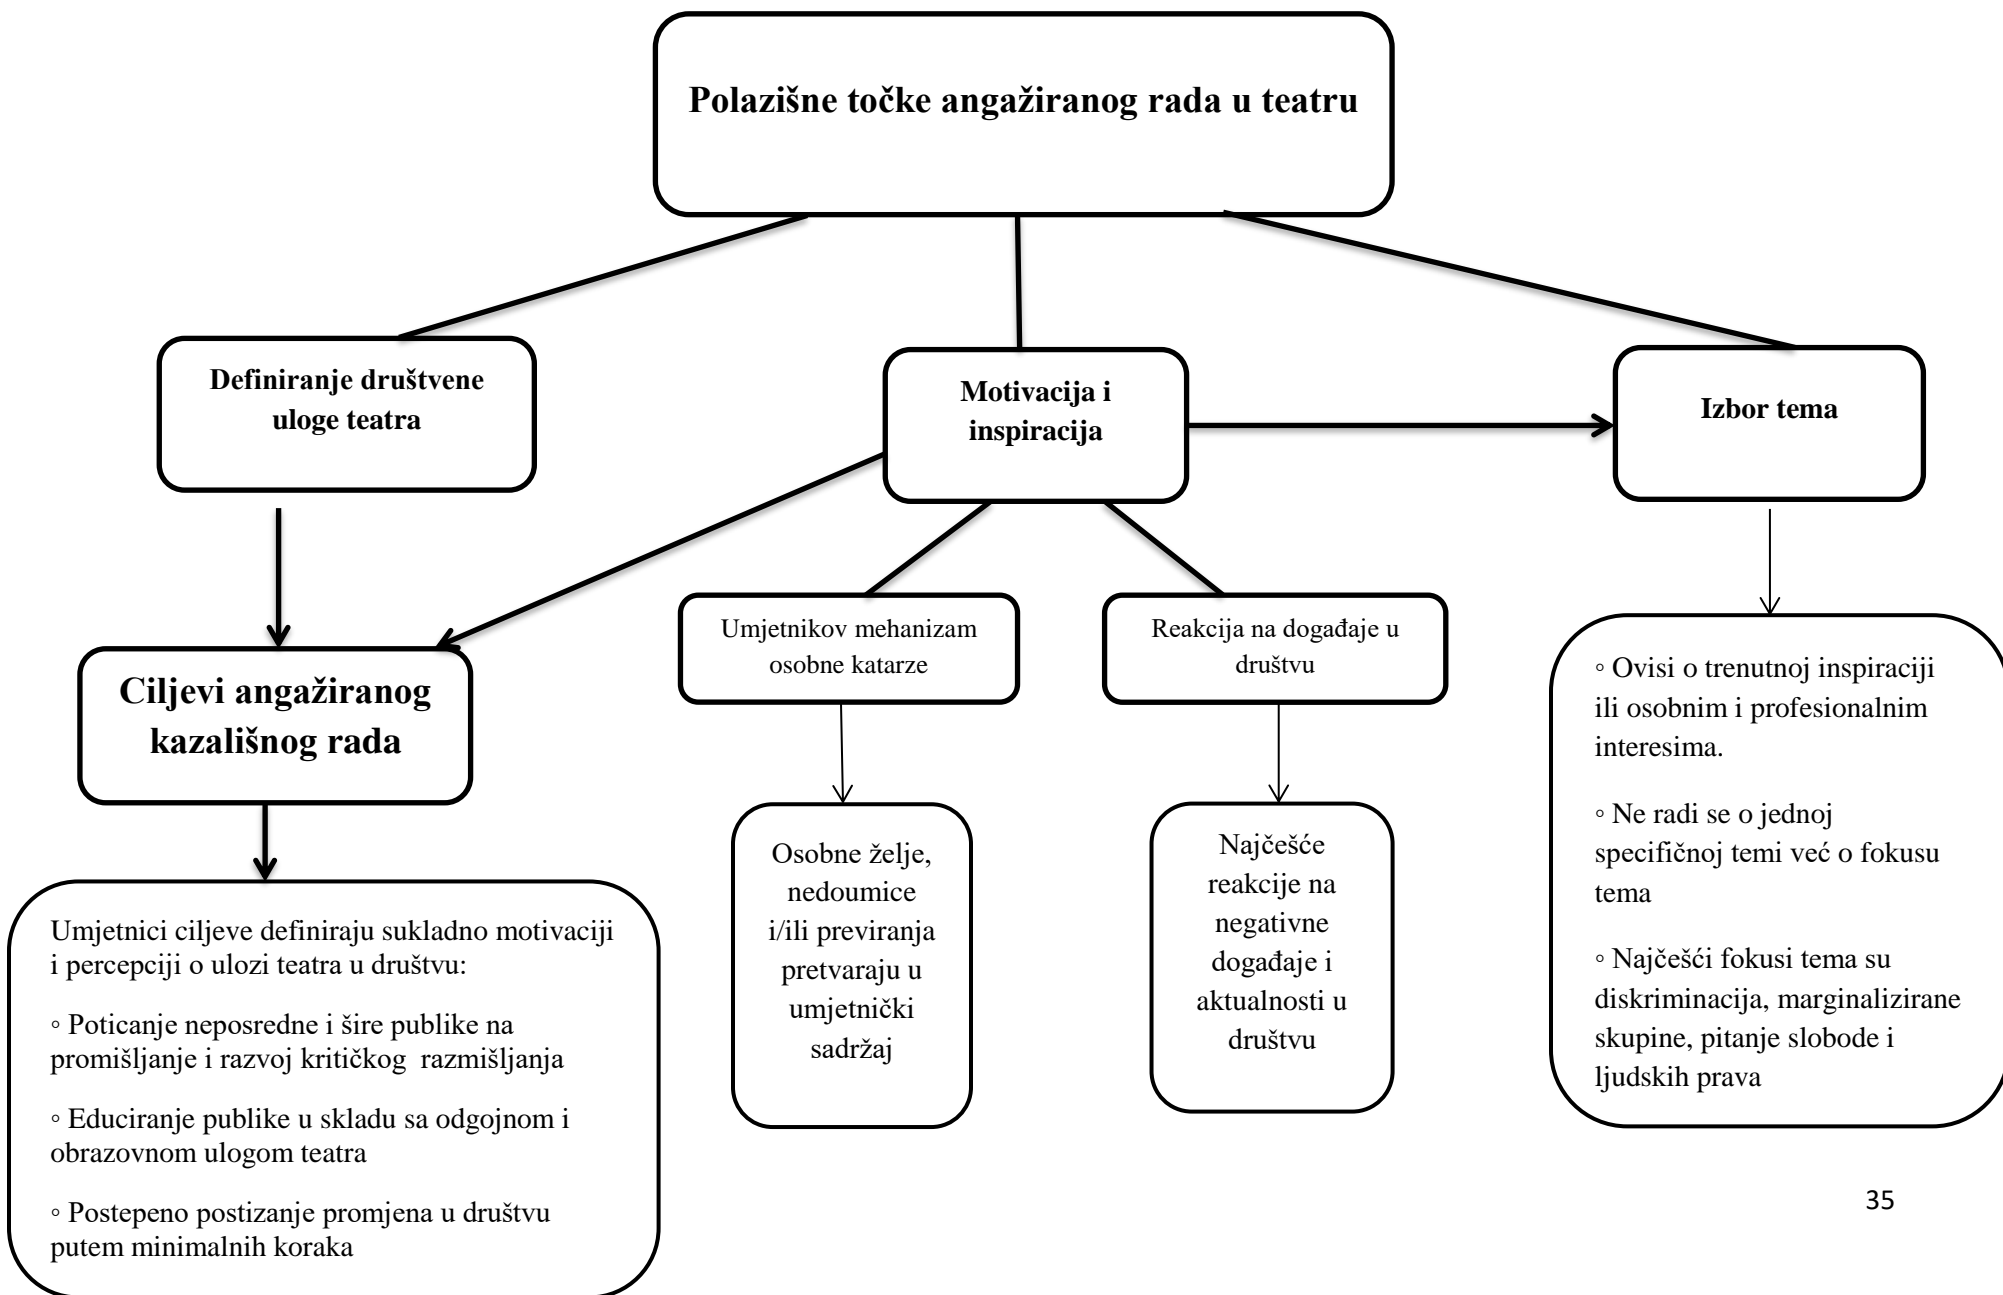 Polazišne točke angažiranog rada u teatru
Definiranje društvene
uloge teatra
Motivacija i
inspiracija
Izbor tema
Ciljevi angažiranog
kazališnog rada
Umjetnikov mehanizam
osobne katarze
Reakcija na događaje u
društvu
Umjetnici ciljeve definiraju sukladno motivaciji
i percepciji o ulozi teatra u društvu:
◦ Poticanje neposredne i šire publike na
promišljanje i razvoj kritičkog  razmišljanja
◦ Educiranje publike u skladu sa odgojnom i
obrazovnom ulogom teatra
◦ Postepeno postizanje promjena u društvu
putem minimalnih koraka
Osobne želje,
nedoumice
i/ili previranja
pretvaraju u
umjetnički
sadržaj
Najčešće
reakcije na
negativne
događaje i
aktualnosti u
društvu
◦ Ovisi o trenutnoj inspiraciji
ili osobnim i profesionalnim
interesima.
◦ Ne radi se o jednoj
specifičnoj temi već o fokusu
tema
◦ Najčešći fokusi tema su
diskriminacija, marginalizirane
skupine, pitanje slobode i
ljudskih prava
35